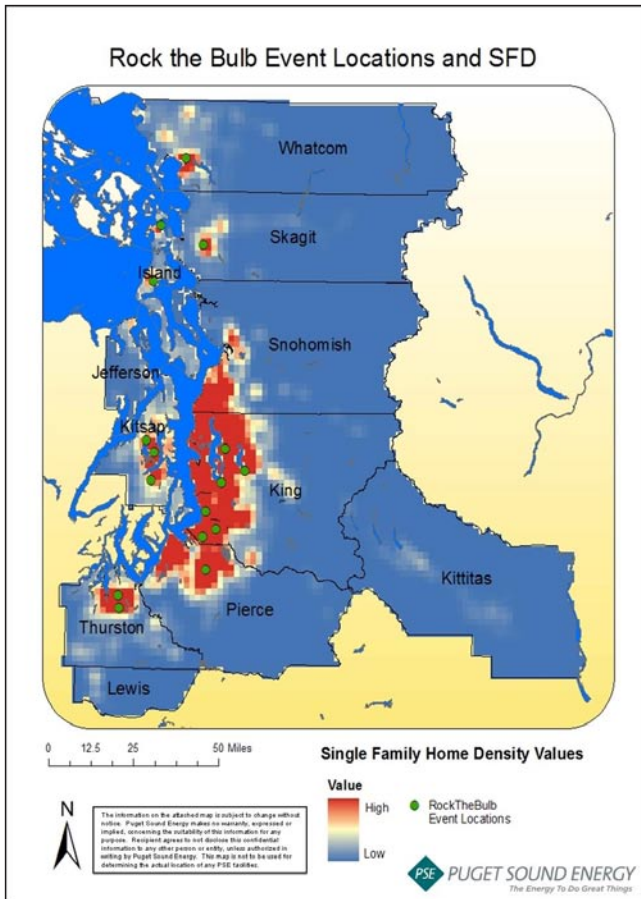 Rock the Bulb Event Locations and SFD
Whatcom
Skagit
Island
Snohomish
Jefferson
Kitsap
King
Kittitas
Pierce
Thurston
Lewis
0 12.5 25 50 Miles
Single Family Home Density Values
Value
High
Low
RockTheBulb
Event Locations
N
The information on the attached map is subject to change without
notice. Puget Sound Energy makes no warranty, expressed or
implied, concerning the suitability of this information for any
purpose. Recipient agrees to not disclose this confidential
information to any other person or entity, unless authorized in
writing by Puget Sound Energy. This map is not to be used for
determining the actual location of any PSE facilities.
PSE PUGET SOUND ENERGY
The Energy To Do Great Things